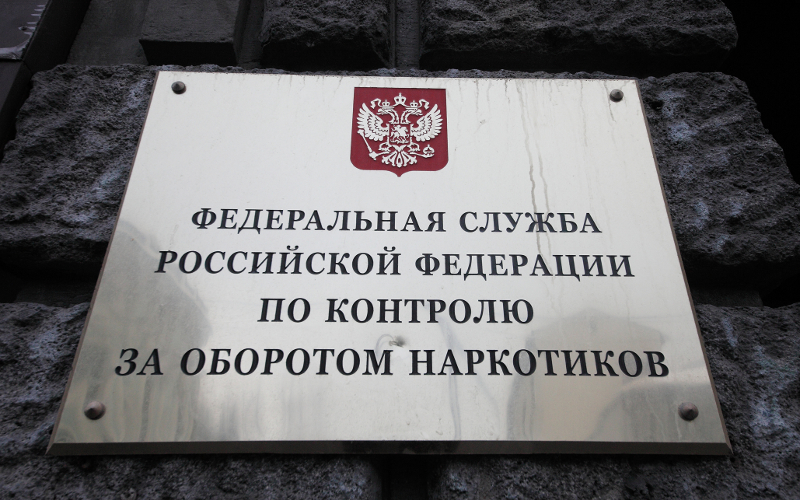 ФЕДЕРАЛЬНАЯ СЛУЖБА
РОССИЙСКОЙ ФЕДЕРАЦИИ
ПО КОНТРОЛЮ
ЗА ОБОРОТОМ НАРКОТИКОВ